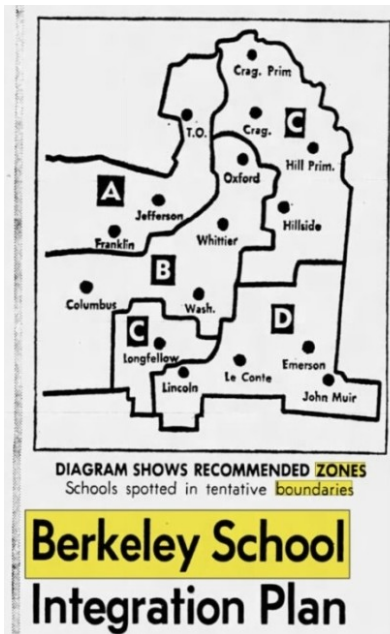 Crag. Prim
T.O.
Crag.
C
Hill Prim.
Oxford
A
Jefferson
Hillside
Franklin
Whittier
B
Columbus
Wash.
C
D
Longfellow
Emerson
Le Conte
Lincoln
John Muir
DIAGRAM SHOWS RECOMMENDED ZONES
Schools spotted in tentative boundaries
Berkeley School
Integration Plan